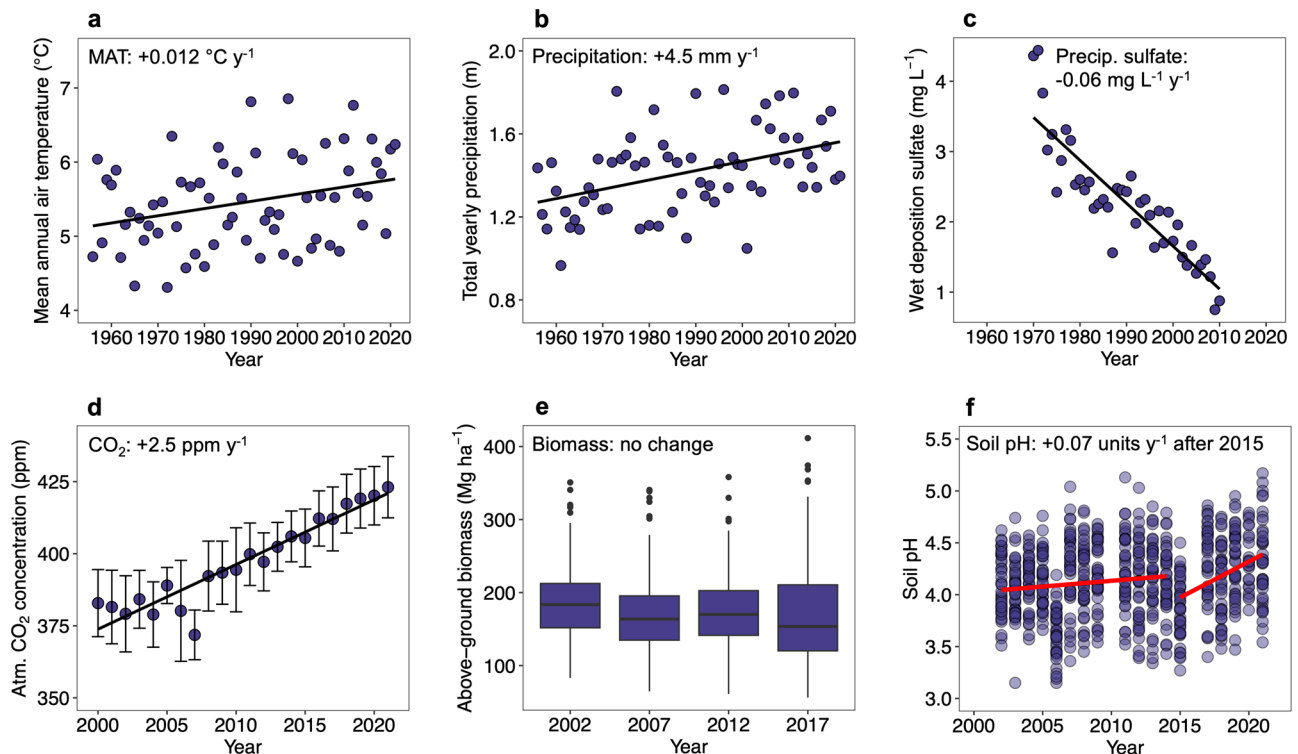 a
MAT: +0.012 °C y⁻¹
Mean annual air temperature (°C)
7
6
5
4
1960 1970 1980 1990 2000 2010 2020
Year
b
Precipitation: +4.5 mm y⁻¹
Total yearly precipitation (m)
2.0
1.6
1.2
0.8
1960 1970 1980 1990 2000 2010 2020
Year
c
Precip. sulfate:
-0.06 mg L⁻¹ y⁻¹
Wet deposition sulfate (mg L⁻¹)
4
3
2
1
1960 1970 1980 1990 2000 2010 2020
Year
d
CO₂: +2.5 ppm y⁻¹
Atm. CO₂ concentration (ppm)
425
400
375
350
2000 2005 2010 2015 2020
Year
e
Biomass: no change
Above−ground biomass (Mg ha⁻¹)
400
300
200
100
2002 2007 2012 2017
Year
f
Soil pH: +0.07 units y⁻¹ after 2015
Soil pH
5.5
5.0
4.5
4.0
3.5
3.0
2000 2005 2010 2015 2020
Year